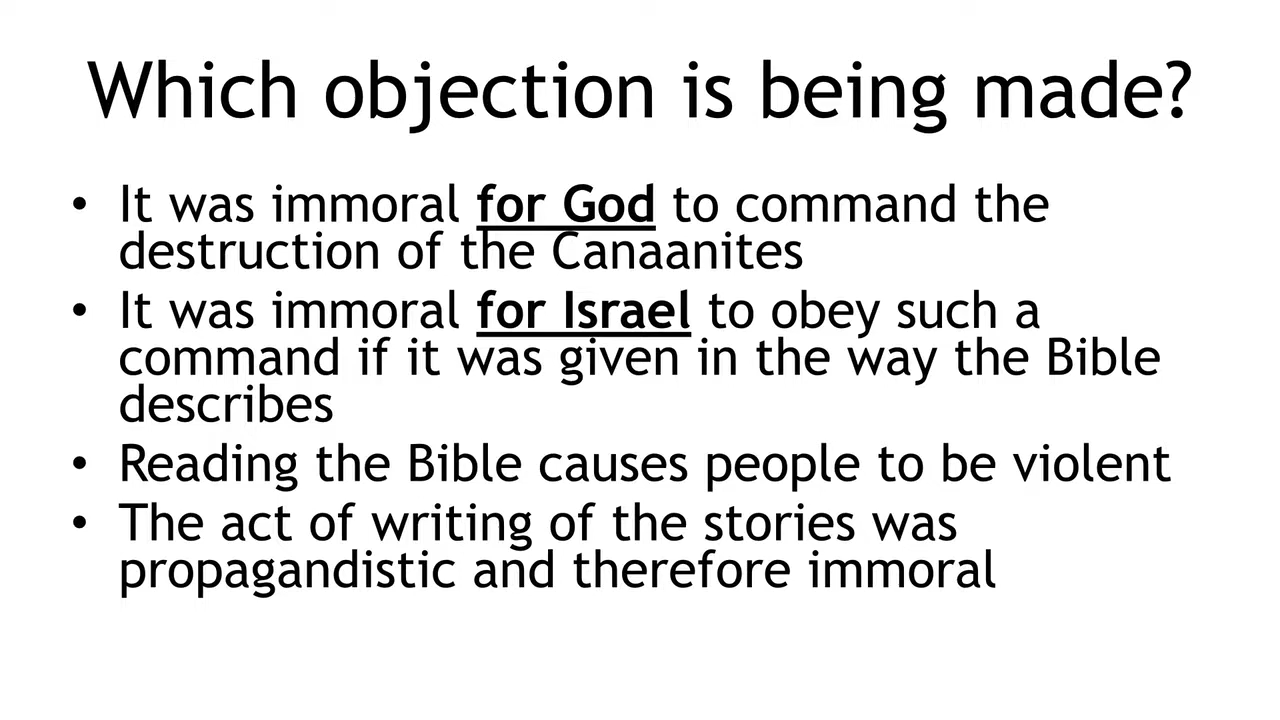 Which objection is being made?
• It was immoral for God to command the
destruction of the Canaanites
• It was immoral for Israel to obey such a
command if it was given in the way the Bible
describes
• Reading the Bible causes people to be violent
• The act of writing of the stories was
propagandistic and therefore immoral